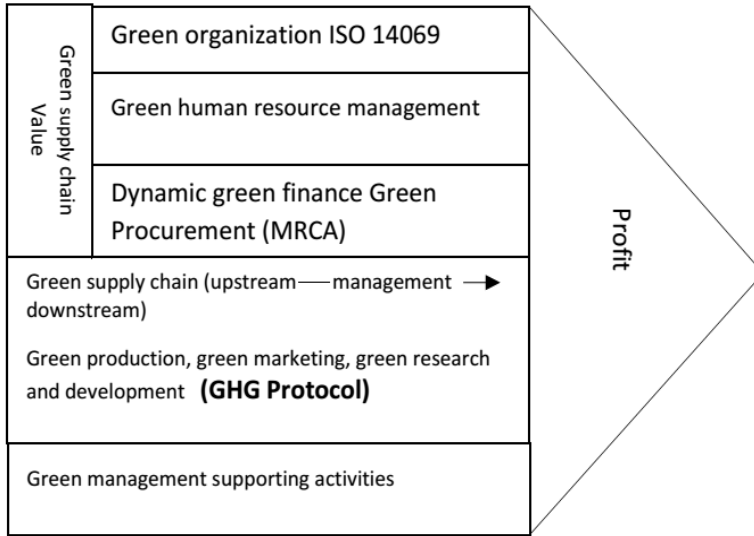 Green supply chain
Value
Green organization ISO 14069
Green human resource management
Dynamic green finance Green
Procurement (MRCA)
Green supply chain (upstream — management →
downstream)
Green production, green marketing, green research
and development (GHG Protocol)
Green management supporting activities
Profit